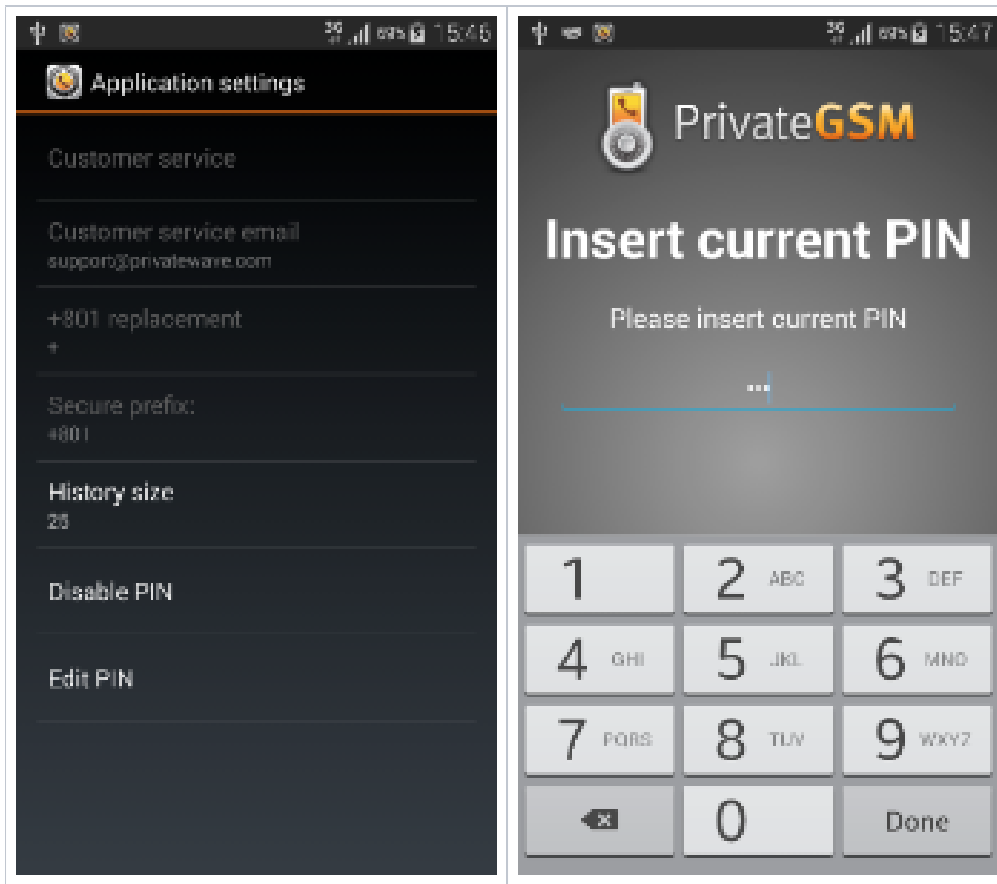 15:46
Application settings
Customer service
Customer service email
support@privatewave.com
+801 replacement
+
Secure prefix:
+801
History size
25
Disable PIN
Edit PIN
15:47
PrivateGSM
Insert current PIN
Please insert current PIN
1
2 ABC
3 DEF
4 GHI
5 JKL
6 MNO
7 PQRS
8 TUV
9 WXYZ
0
Done